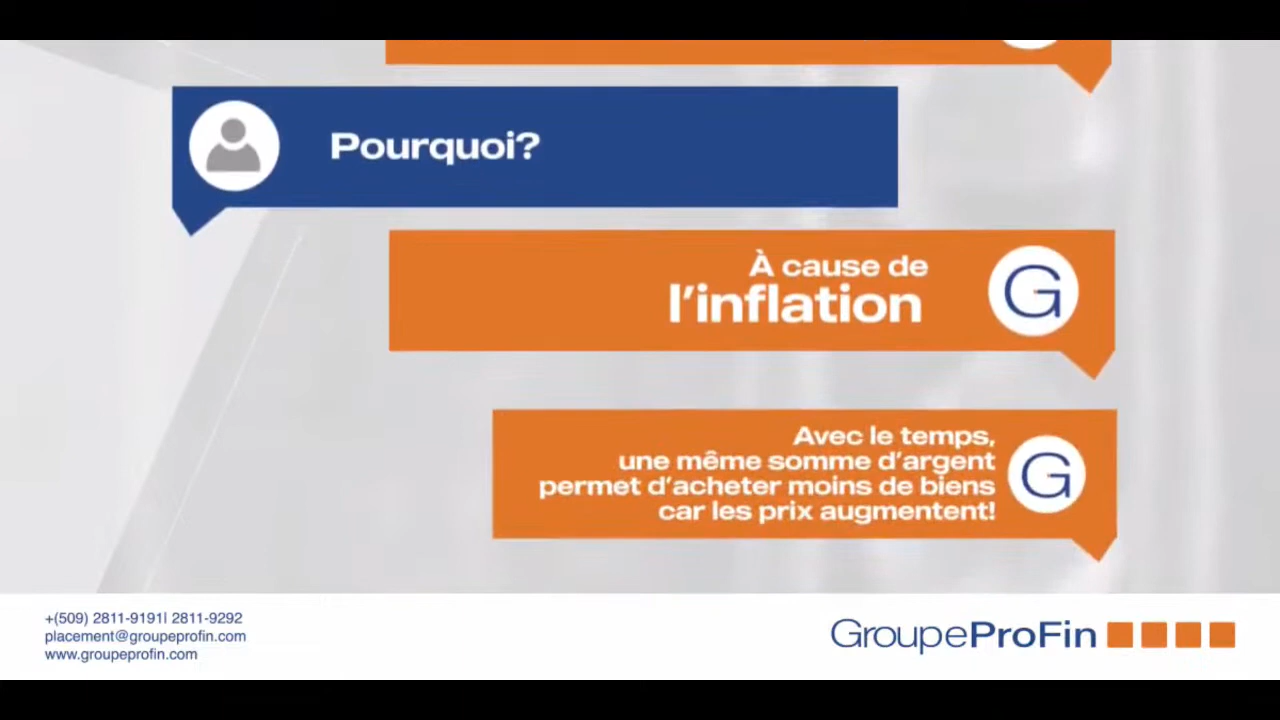 Pourquoi?
À cause de
l'inflation
G
Avec le temps,
une même somme d'argent
permet d'acheter moins de biens
car les prix augmentent!
G
+(509) 2811-9191| 2811-9292
placement@groupeprofin.com
www.groupeprofin.com
GroupeProFin